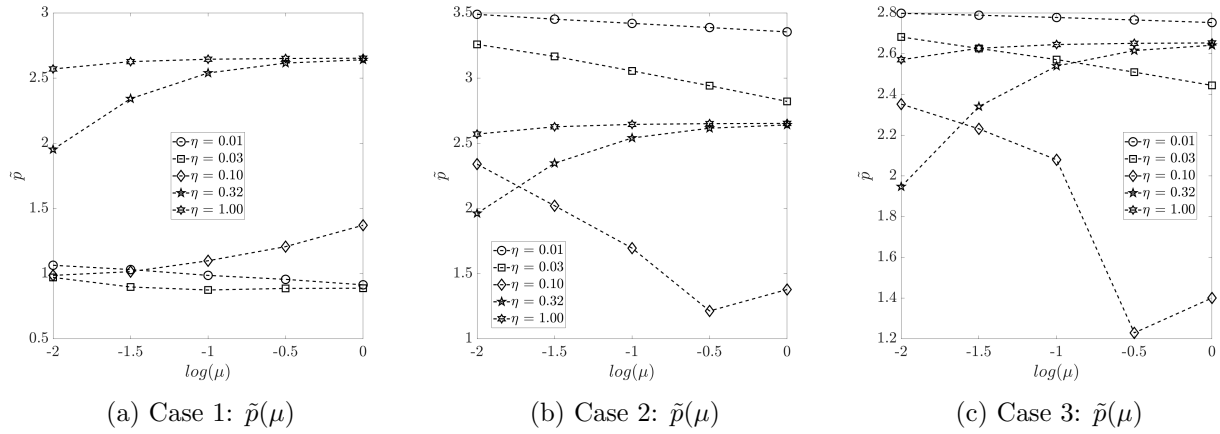 3
2.5
2
1.5
1
0.5
p̃
-2 -1.5 -1 -0.5 0
log(μ)
η = 0.01
η = 0.03
η = 0.10
η = 0.32
η = 1.00
(a) Case 1: p̃(μ)
3.5
3
2.5
2
1.5
1
p̃
-2 -1.5 -1 -0.5 0
log(μ)
η = 0.01
η = 0.03
η = 0.10
η = 0.32
η = 1.00
(b) Case 2: p̃(μ)
2.8
2.6
2.4
2.2
2
1.8
1.6
1.4
1.2
p̃
-2 -1.5 -1 -0.5 0
log(μ)
η = 0.01
η = 0.03
η = 0.10
η = 0.32
η = 1.00
(c) Case 3: p̃(μ)